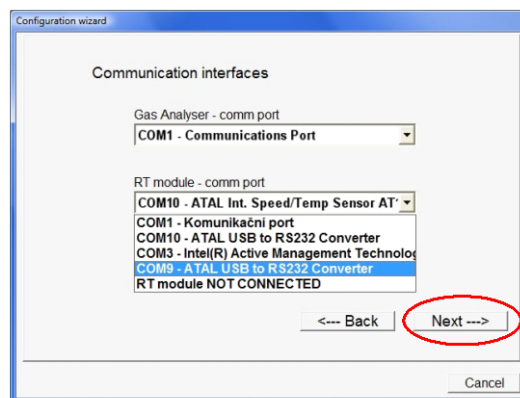 Configuration wizard
Communication interfaces
Gas Analyser - comm port
COM1 - Communications Port
RT module - comm port
COM10 - ATAL Int. Speed/Temp Sensor AT
COM1 - Komunikační port
COM10 - ATAL USB to RS232 Converter
COM3 - Intel(R) Active Management Technolog
COM9 - ATAL USB to RS232 Converter
RT module NOT CONNECTED
<--- Back
Next --->
Cancel